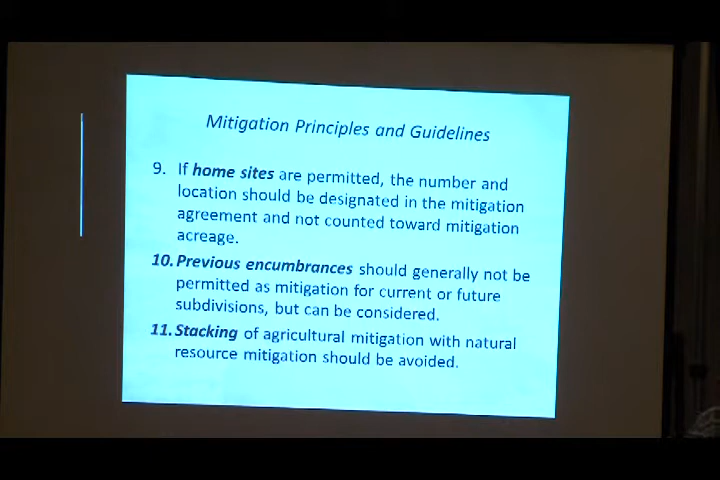 Mitigation Principles and Guidelines
9. If home sites are permitted, the number and
location should be designated in the mitigation
agreement and not counted toward mitigation
acreage.
10. Previous encumbrances should generally not be
permitted as mitigation for current or future
subdivisions, but can be considered.
11. Stacking of agricultural mitigation with natural
resource mitigation should be avoided.